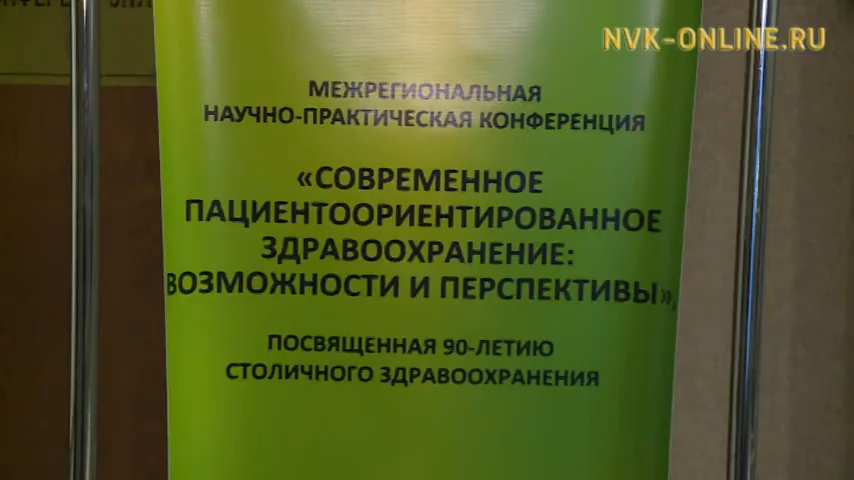 NVK-ONLINE.RU
МЕЖРЕГИОНАЛЬНАЯ
НАУЧНО-ПРАКТИЧЕСКАЯ КОНФЕРЕНЦИЯ
«СОВРЕМЕННОЕ
ПАЦИЕНТООРИЕНТИРОВАННОЕ
ЗДРАВООХРАНЕНИЕ:
ВОЗМОЖНОСТИ И ПЕРСПЕКТИВЫ»,
ПОСВЯЩЕННАЯ 90-ЛЕТИЮ
СТОЛИЧНОГО ЗДРАВООХРАНЕНИЯ